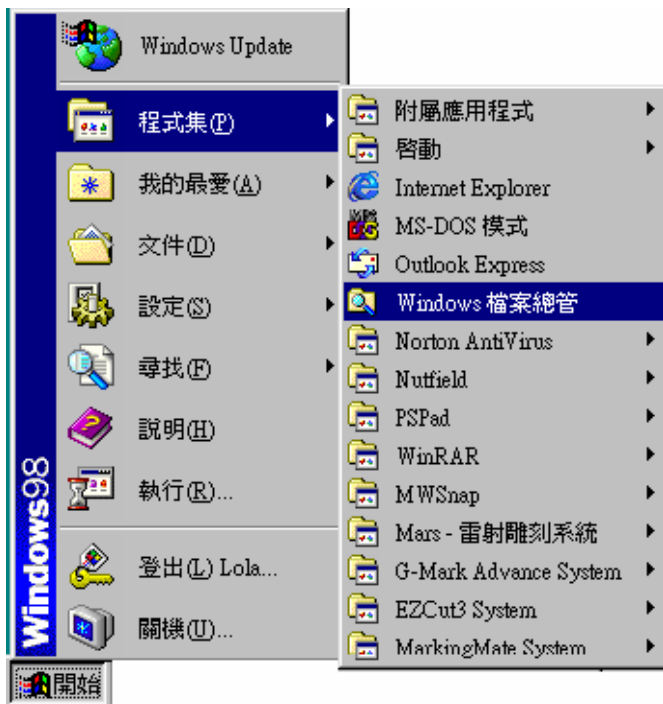 Windows Update
程式集(P)
我的最愛(A)
文件(D)
設定(S)
尋找(F)
說明(H)
執行(R)...
登出(L) Lola...
關機(U)...
Windows98
開始
附屬應用程式
啓動
Internet Explorer
MS-DOS 模式
Outlook Express
Windows 檔案總管
Norton AntiVirus
Nutfield
PSPad
WinRAR
MWSnap
Mars - 雷射雕刻系統
G-Mark Advance System
EZCut3 System
MarkingMate System